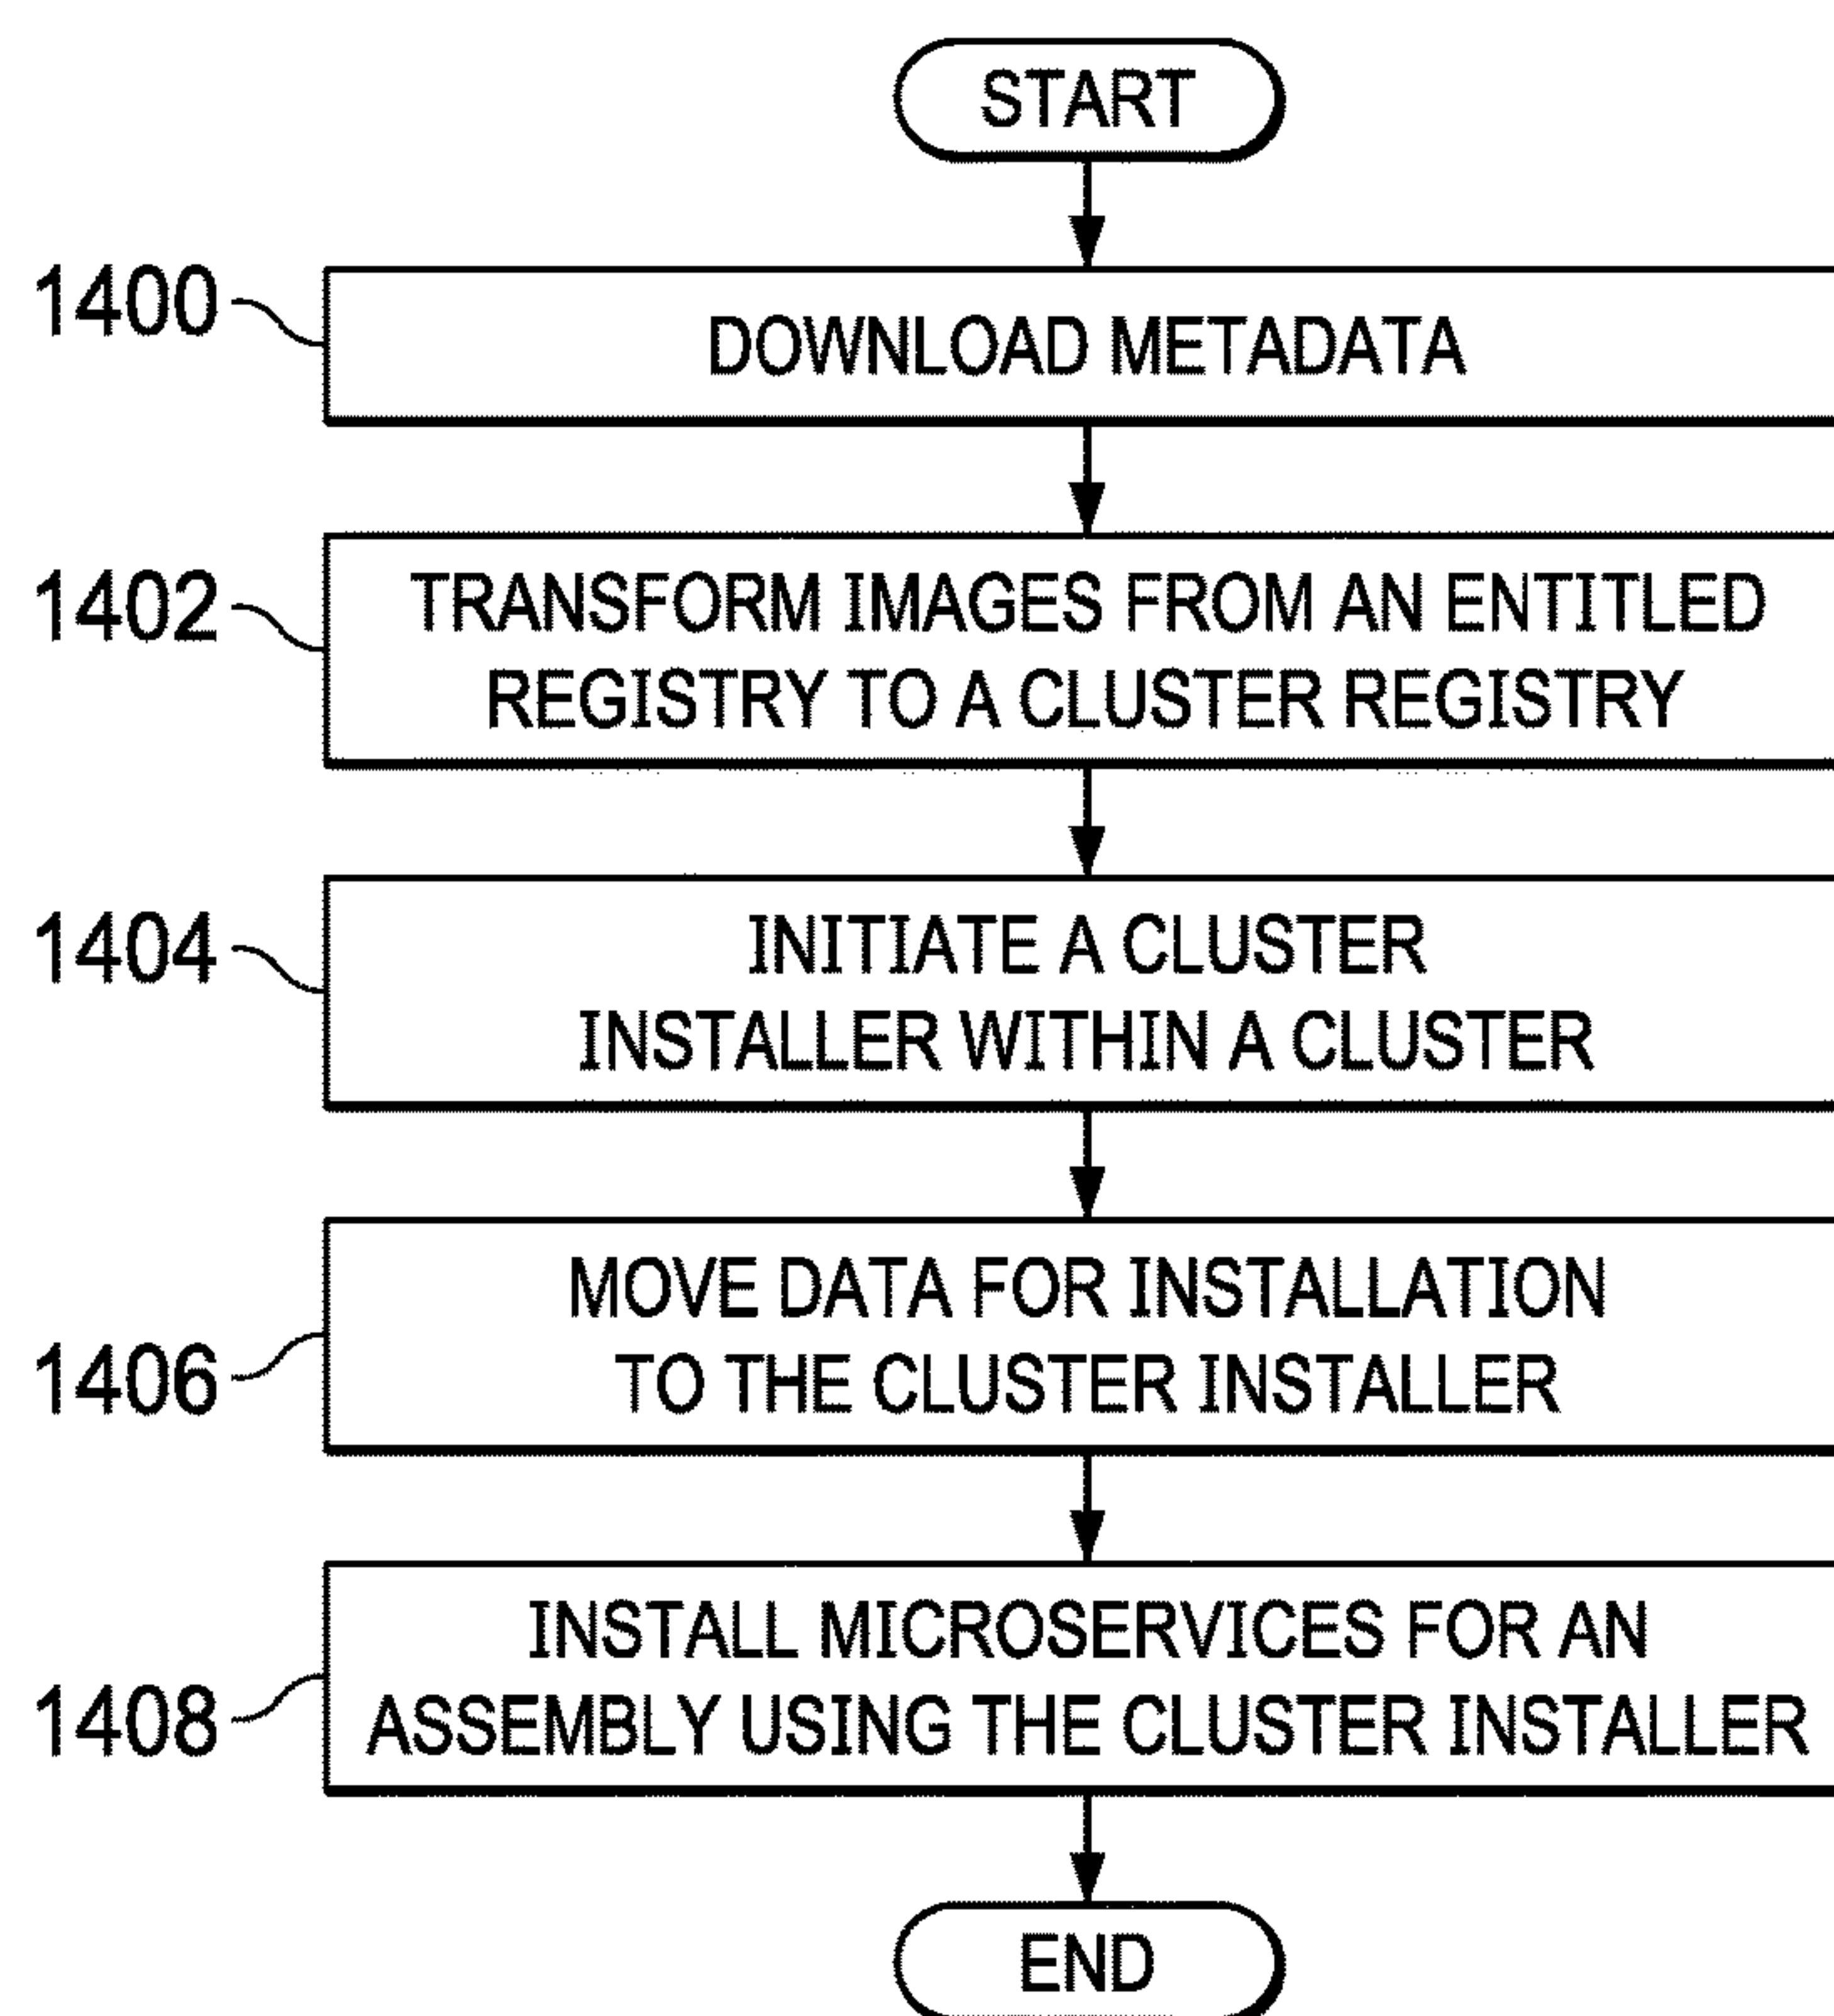 START
1400
DOWNLOAD METADATA
1402
TRANSFORM IMAGES FROM AN ENTITLED
REGISTRY TO A CLUSTER REGISTRY
1404
INITIATE A CLUSTER
INSTALLER WITHIN A CLUSTER
1406
MOVE DATA FOR INSTALLATION
TO THE CLUSTER INSTALLER
1408
INSTALL MICROSERVICES FOR AN
ASSEMBLY USING THE CLUSTER INSTALLER
END